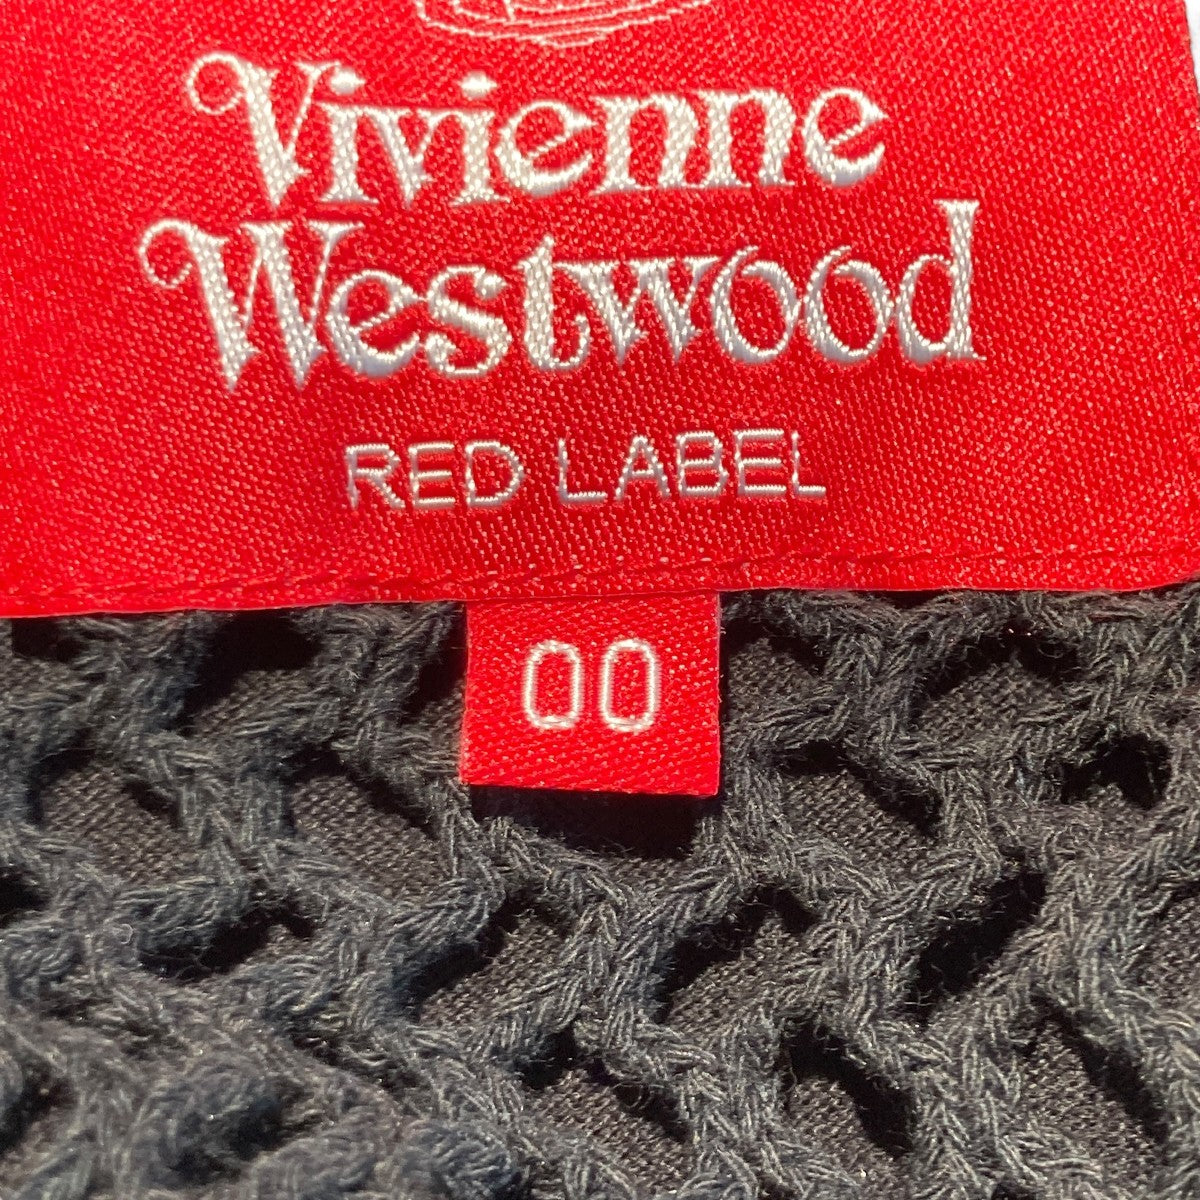 Vivienne
Westwood
RED LABEL
00